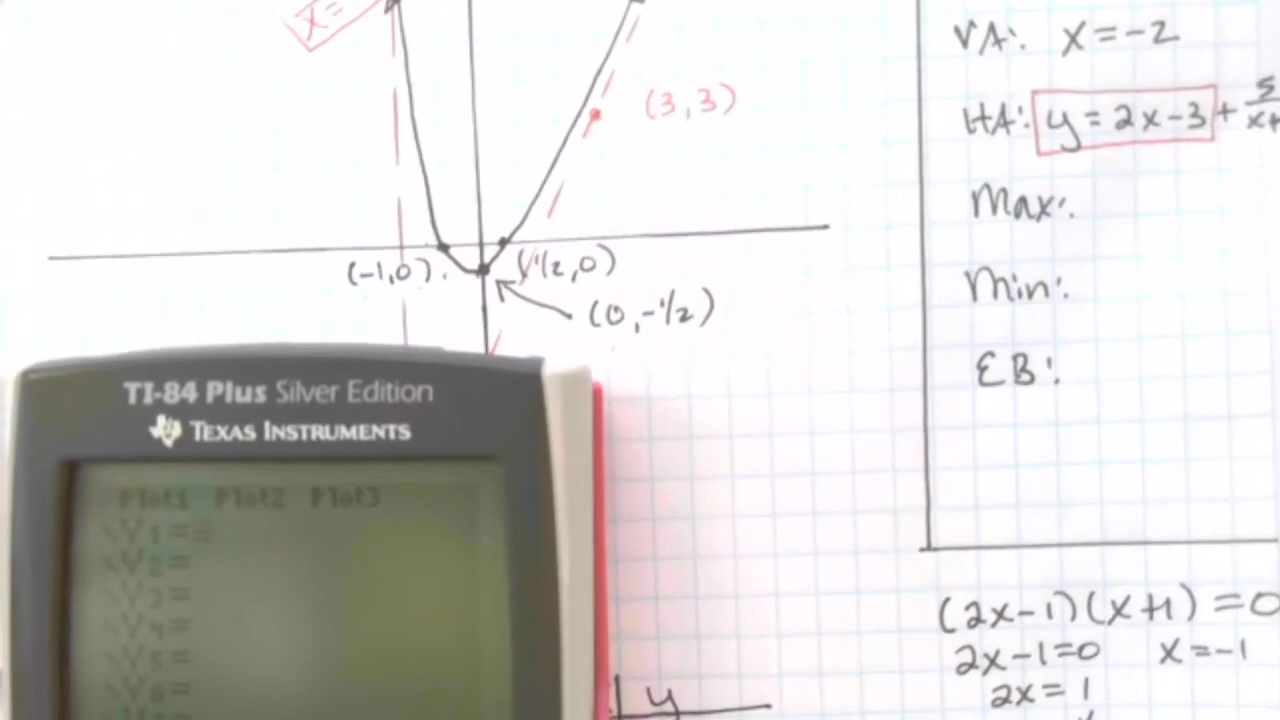 x=
(3,3)
(-1,0)
(1/2,0)
(0,-1/2)
VA: x=-2
HA: y=2x-3+5/x+
Max:
Min:
EB:
(2x-1)(x+1)=0
2x-1=0 x=-1
2x=1
y
TI-84 Plus Silver Edition
TEXAS INSTRUMENTS
Plot1 Plot2 Plot3
\Y1=
\Y2=
\Y3=
\Y4=
\Y5=
\Y6=